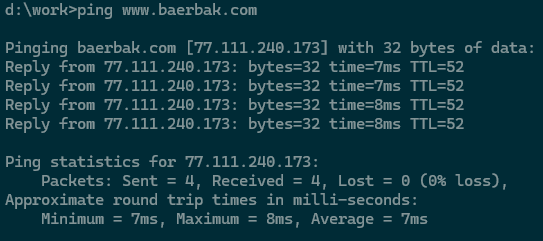 d:\work>ping www.baerbak.com
Pinging baerbak.com [77.111.240.173] with 32 bytes of data:
Reply from 77.111.240.173: bytes=32 time=7ms TTL=52
Reply from 77.111.240.173: bytes=32 time=7ms TTL=52
Reply from 77.111.240.173: bytes=32 time=8ms TTL=52
Reply from 77.111.240.173: bytes=32 time=8ms TTL=52
Ping statistics for 77.111.240.173:
    Packets: Sent = 4, Received = 4, Lost = 0 (0% loss),
Approximate round trip times in milli-seconds:
    Minimum = 7ms, Maximum = 8ms, Average = 7ms